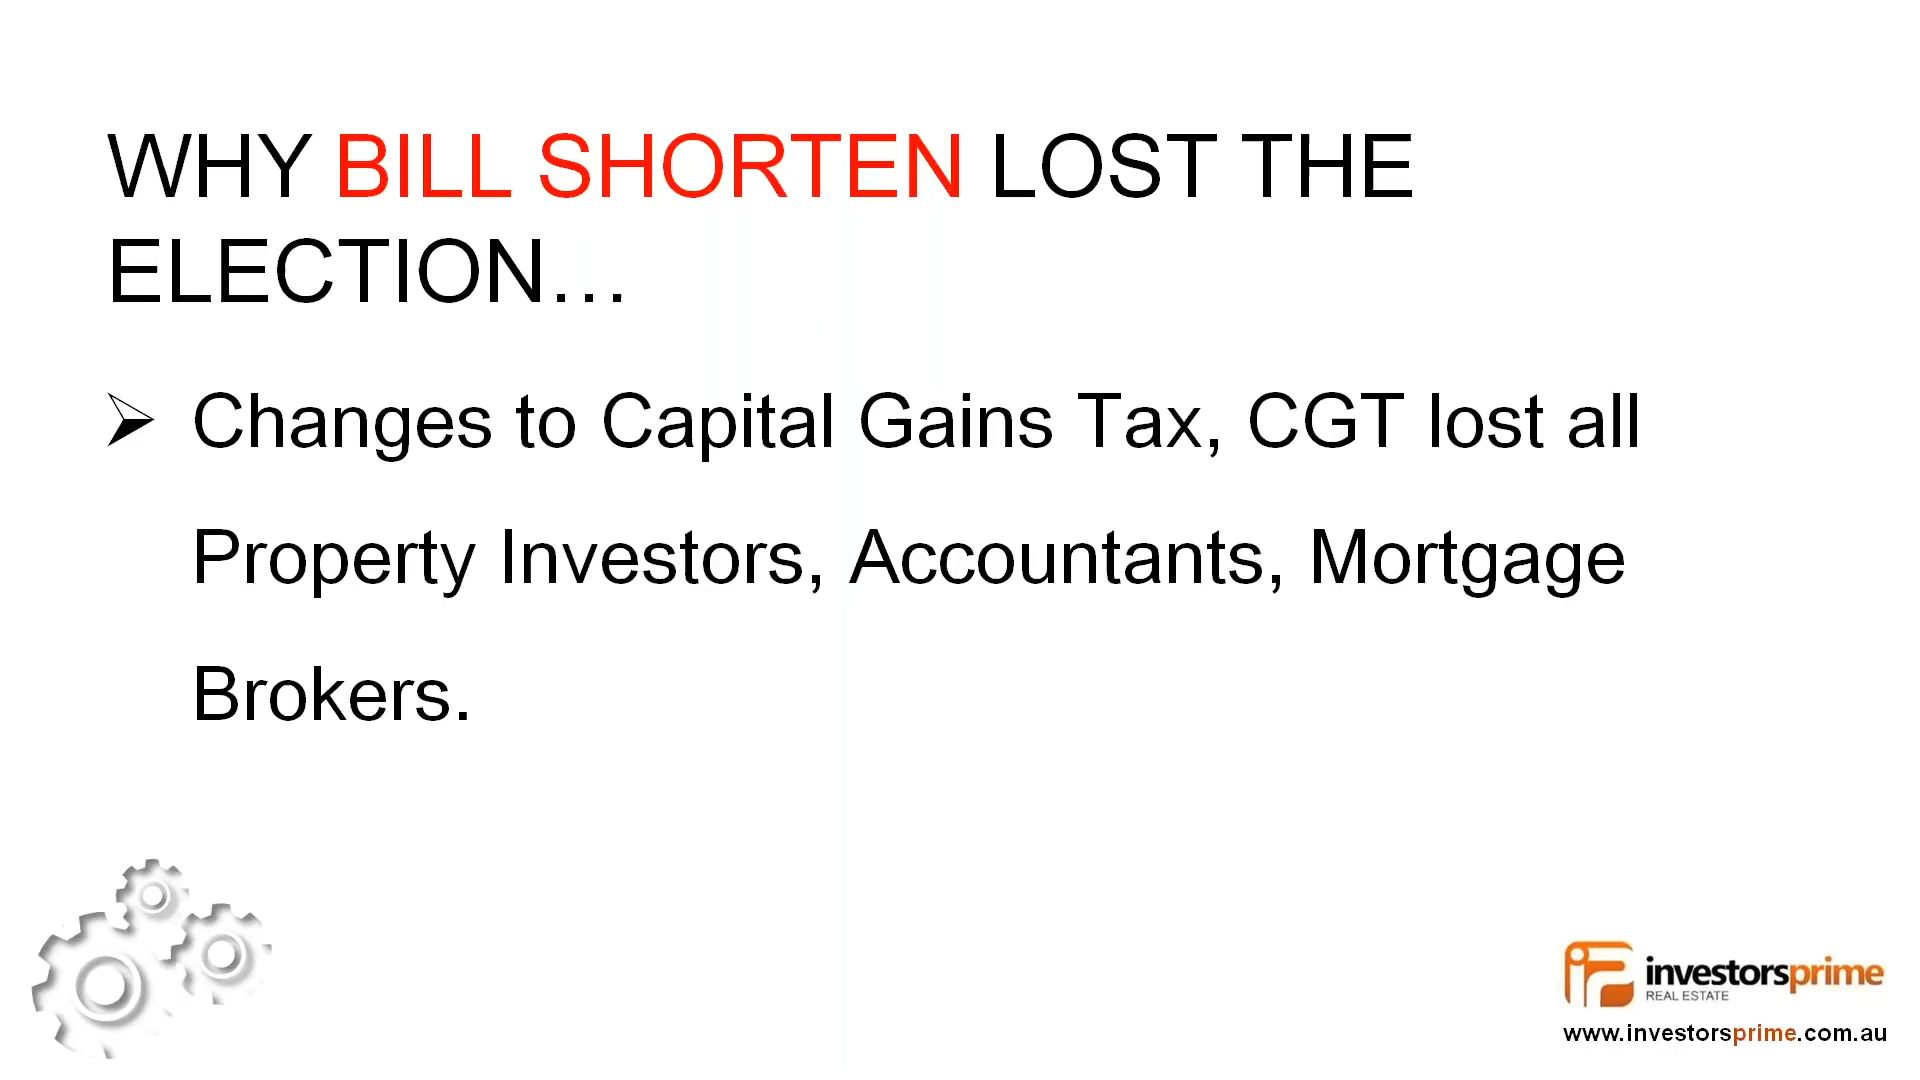 WHY BILL SHORTEN LOST THE
ELECTION…
Changes to Capital Gains Tax, CGT lost all
Property Investors, Accountants, Mortgage
Brokers.
investorsprime
REAL ESTATE
www.investorsprime.com.au